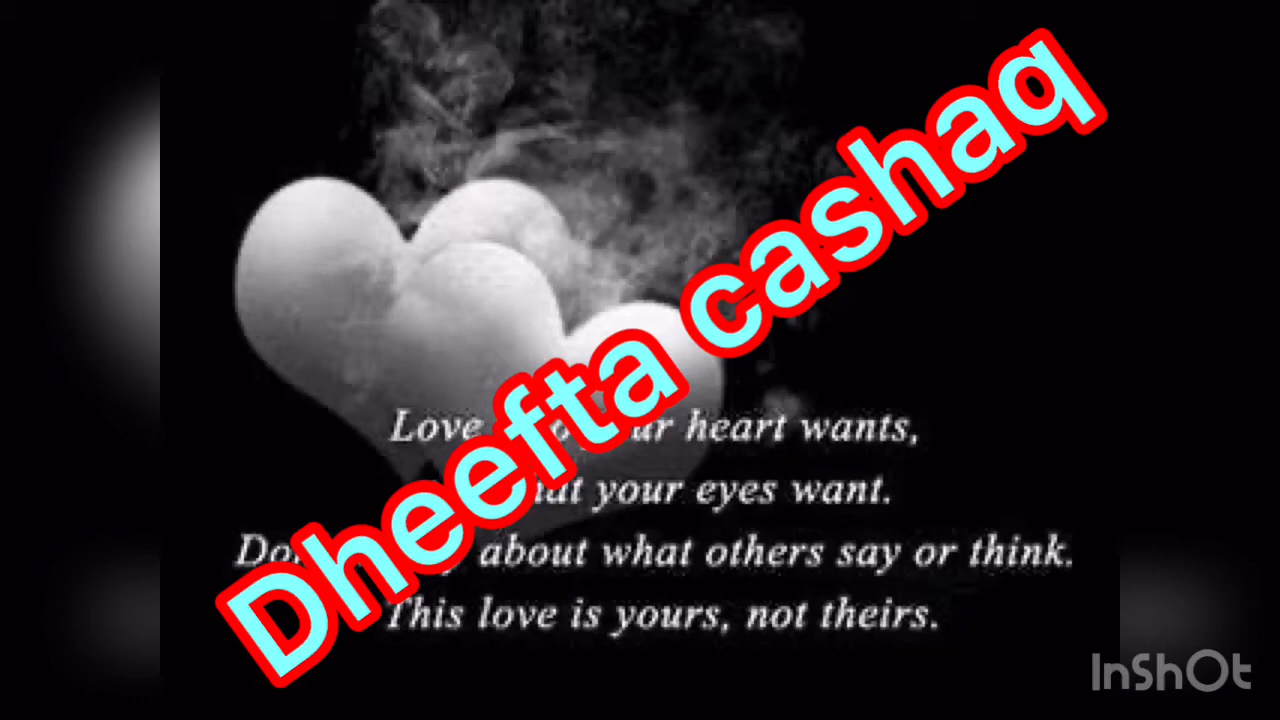 Dheefta cashaq
Love heart wants,
your eyes want.
about what others say or think.
This love is yours, not theirs.
InShOt